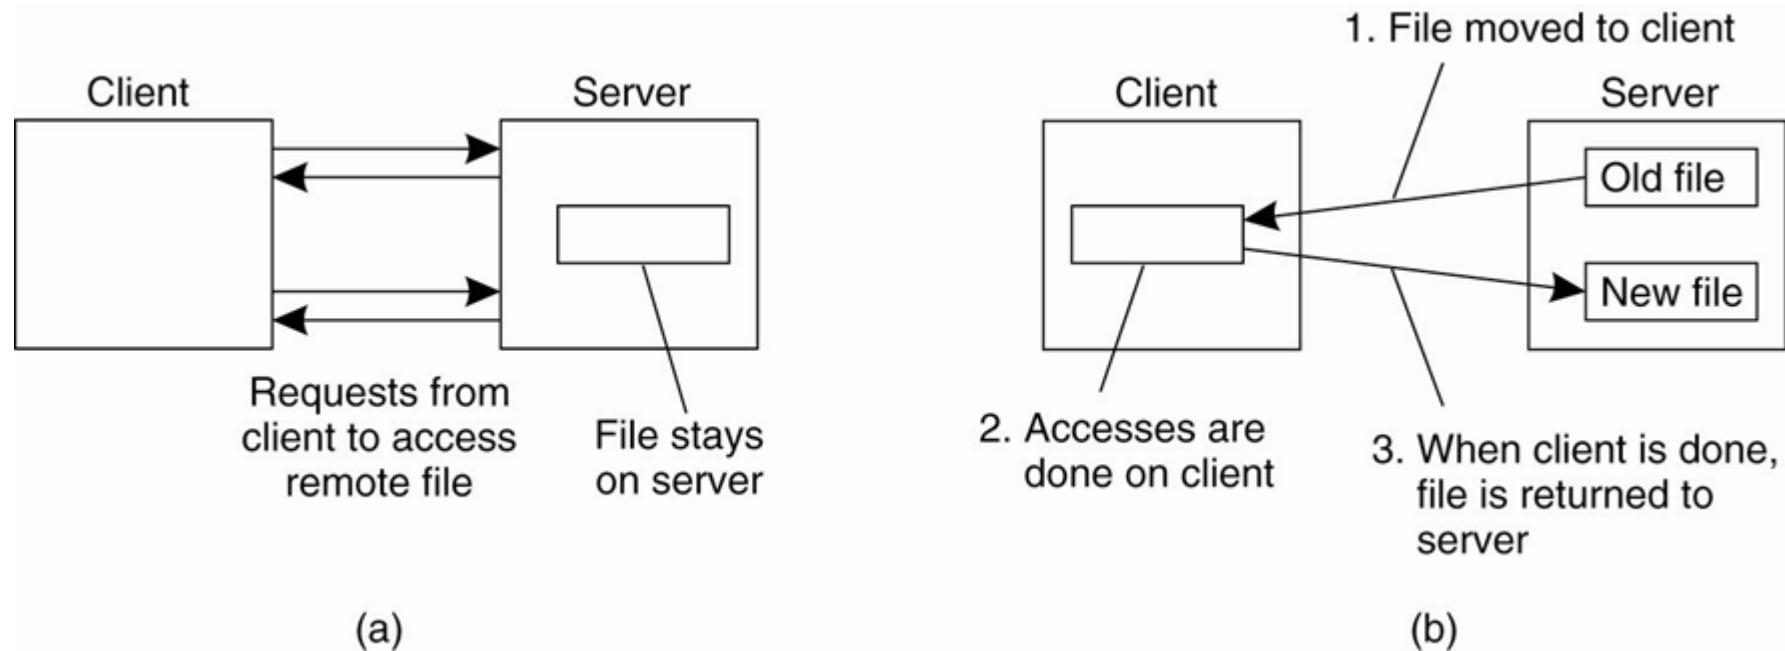 Client
Server
Requests from
client to access
remote file
File stays
on server
(a)
1. File moved to client
Client
Server
Old file
New file
2. Accesses are
done on client
3. When client is done,
file is returned to
server
(b)